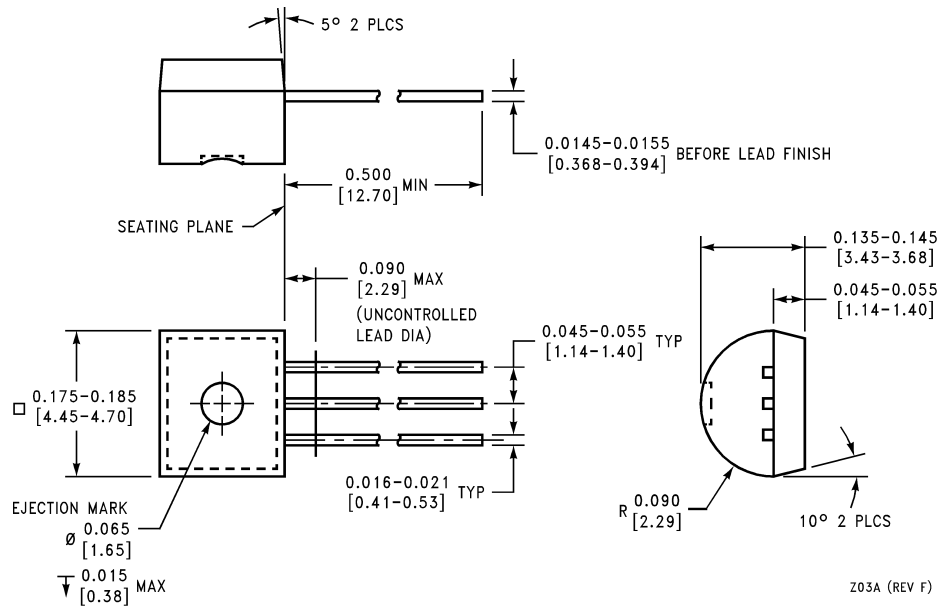 5° 2 PLCS
0.0145-0.0155
[0.368-0.394]
BEFORE LEAD FINISH
0.500
[12.70]
MIN
SEATING PLANE
0.090
[2.29]
MAX
(UNCONTROLLED
LEAD DIA)
0.135-0.145
[3.43-3.68]
0.045-0.055
[1.14-1.40]
0.045-0.055
[1.14-1.40]
TYP
□ 0.175-0.185
[4.45-4.70]
0.016-0.021
[0.41-0.53]
TYP
EJECTION MARK
Ø 0.065
[1.65]
0.015
[0.38]
MAX
R 0.090
[2.29]
10° 2 PLCS
Z03A (REV F)